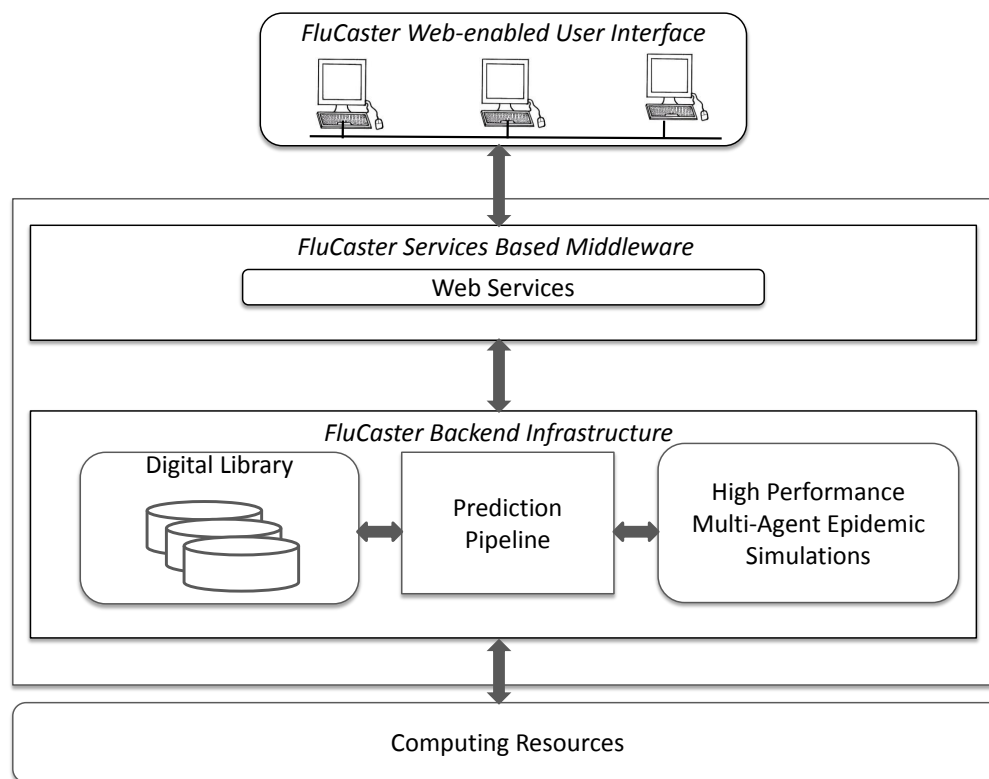 FluCaster Web-enabled User Interface
FluCaster Services Based Middleware
Web Services
FluCaster Backend Infrastructure
Digital Library
Prediction
Pipeline
High Performance
Multi-Agent Epidemic
Simulations
Computing Resources